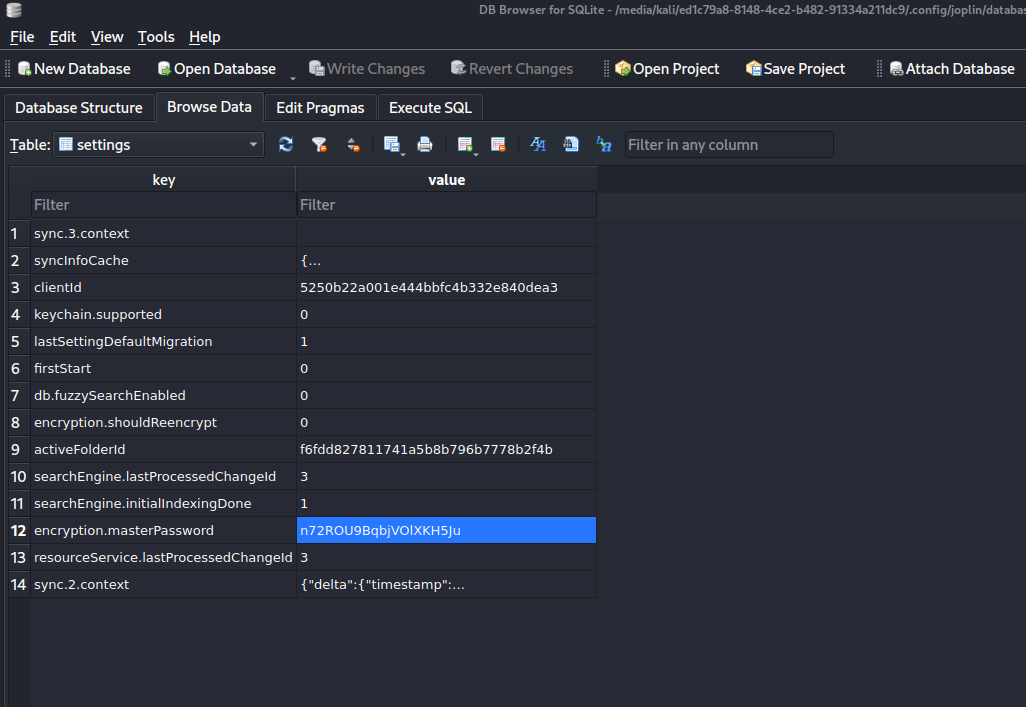 DB Browser for SQLite - /media/kali/ed1c79a8-8148-4ce2-b482-91334a211dc9/.config/joplin/databas
File Edit View Tools Help
New Database Open Database Write Changes Revert Changes Open Project Save Project Attach Database
Database Structure Browse Data Edit Pragmas Execute SQL
Table: settings Filter in any column
key value
Filter Filter
1 sync.3.context
2 syncInfoCache {...
3 clientId 5250b22a001e444bbfc4b332e840dea3
4 keychain.supported 0
5 lastSettingDefaultMigration 1
6 firstStart 0
7 db.fuzzySearchEnabled 0
8 encryption.shouldReencrypt 0
9 activeFolderId f6fdd827811741a5b8b796b7778b2f4b
10 searchEngine.lastProcessedChangeId 3
11 searchEngine.initialIndexingDone 1
12 encryption.masterPassword n72ROU9BqbjVOlXKH5Ju
13 resourceService.lastProcessedChangeId 3
14 sync.2.context {"delta":{"timestamp":...